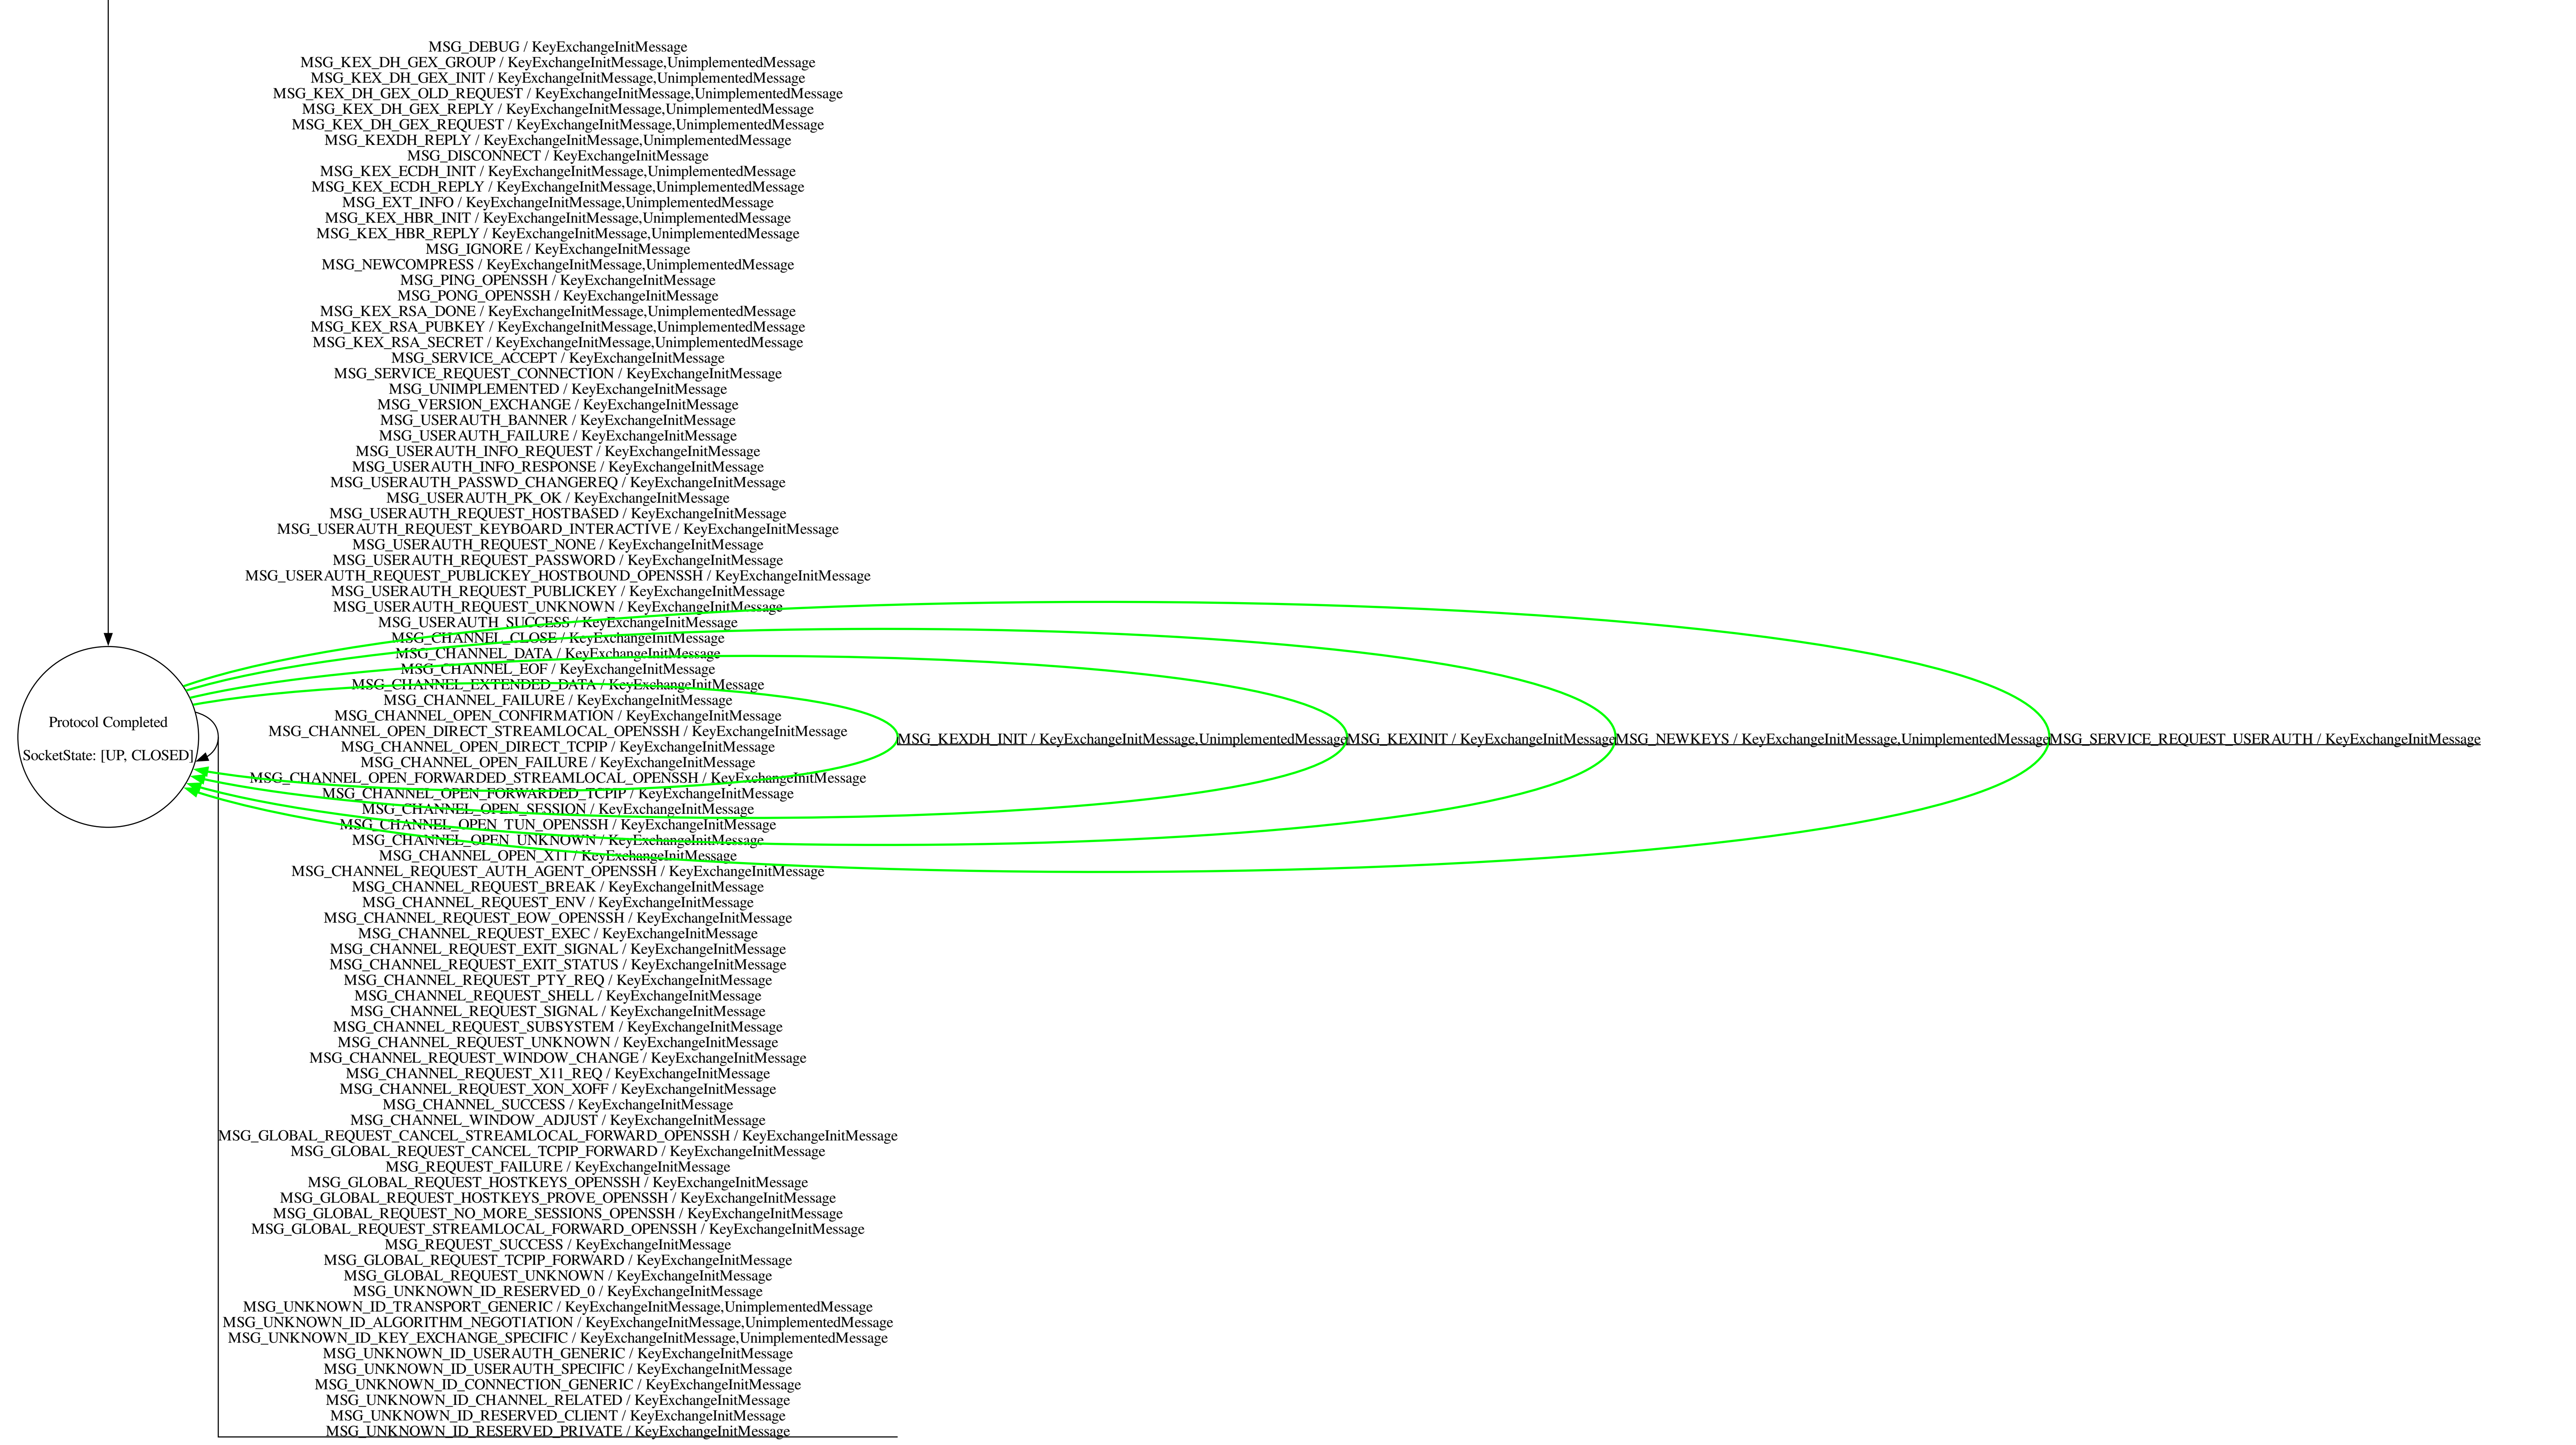 MSG_DEBUG / KeyExchangeInitMessage
MSG_KEX_DH_GEX_GROUP / KeyExchangeInitMessage,UnimplementedMessage
MSG_KEX_DH_GEX_INIT / KeyExchangeInitMessage,UnimplementedMessage
MSG_KEX_DH_GEX_OLD_REQUEST / KeyExchangeInitMessage,UnimplementedMessage
MSG_KEX_DH_GEX_REPLY / KeyExchangeInitMessage,UnimplementedMessage
MSG_KEX_DH_GEX_REQUEST / KeyExchangeInitMessage,UnimplementedMessage
MSG_KEXDH_REPLY / KeyExchangeInitMessage,UnimplementedMessage
MSG_DISCONNECT / KeyExchangeInitMessage
MSG_KEX_ECDH_INIT / KeyExchangeInitMessage,UnimplementedMessage
MSG_KEX_ECDH_REPLY / KeyExchangeInitMessage,UnimplementedMessage
MSG_EXT_INFO / KeyExchangeInitMessage,UnimplementedMessage
MSG_KEX_HBR_INIT / KeyExchangeInitMessage,UnimplementedMessage
MSG_KEX_HBR_REPLY / KeyExchangeInitMessage,UnimplementedMessage
MSG_IGNORE / KeyExchangeInitMessage
MSG_NEWCOMPRESS / KeyExchangeInitMessage,UnimplementedMessage
MSG_PING_OPENSSH / KeyExchangeInitMessage
MSG_PONG_OPENSSH / KeyExchangeInitMessage
MSG_KEX_RSA_DONE / KeyExchangeInitMessage,UnimplementedMessage
MSG_KEX_RSA_PUBKEY / KeyExchangeInitMessage,UnimplementedMessage
MSG_KEX_RSA_SECRET / KeyExchangeInitMessage,UnimplementedMessage
MSG_SERVICE_ACCEPT / KeyExchangeInitMessage
MSG_SERVICE_REQUEST_CONNECTION / KeyExchangeInitMessage
MSG_UNIMPLEMENTED / KeyExchangeInitMessage
MSG_VERSION_EXCHANGE / KeyExchangeInitMessage
MSG_USERAUTH_BANNER / KeyExchangeInitMessage
MSG_USERAUTH_FAILURE / KeyExchangeInitMessage
MSG_USERAUTH_INFO_REQUEST / KeyExchangeInitMessage
MSG_USERAUTH_INFO_RESPONSE / KeyExchangeInitMessage
MSG_USERAUTH_PASSWD_CHANGEREQ / KeyExchangeInitMessage
MSG_USERAUTH_PK_OK / KeyExchangeInitMessage
MSG_USERAUTH_REQUEST_HOSTBASED / KeyExchangeInitMessage
MSG_USERAUTH_REQUEST_KEYBOARD_INTERACTIVE / KeyExchangeInitMessage
MSG_USERAUTH_REQUEST_NONE / KeyExchangeInitMessage
MSG_USERAUTH_REQUEST_PASSWORD / KeyExchangeInitMessage
MSG_USERAUTH_REQUEST_PUBLICKEY_HOSTBOUND_OPENSSH / KeyExchangeInitMessage
MSG_USERAUTH_REQUEST_PUBLICKEY / KeyExchangeInitMessage
MSG_USERAUTH_REQUEST_UNKNOWN / KeyExchangeInitMessage
MSG_USERAUTH_SUCCESS / KeyExchangeInitMessage
MSG_CHANNEL_CLOSE / KeyExchangeInitMessage
MSG_CHANNEL_DATA / KeyExchangeInitMessage
MSG_CHANNEL_EOF / KeyExchangeInitMessage
MSG_CHANNEL_EXTENDED_DATA / KeyExchangeInitMessage
MSG_CHANNEL_FAILURE / KeyExchangeInitMessage
MSG_CHANNEL_OPEN_CONFIRMATION / KeyExchangeInitMessage
MSG_CHANNEL_OPEN_DIRECT_STREAMLOCAL_OPENSSH / KeyExchangeInitMessage
MSG_CHANNEL_OPEN_DIRECT_TCPIP / KeyExchangeInitMessage
MSG_CHANNEL_OPEN_FAILURE / KeyExchangeInitMessage
MSG_CHANNEL_OPEN_FORWARDED_STREAMLOCAL_OPENSSH / KeyExchangeInitMessage
MSG_CHANNEL_OPEN_FORWARDED_TCPIP / KeyExchangeInitMessage
MSG_CHANNEL_OPEN_SESSION / KeyExchangeInitMessage
MSG_CHANNEL_OPEN_TUN_OPENSSH / KeyExchangeInitMessage
MSG_CHANNEL_OPEN_UNKNOWN / KeyExchangeInitMessage
MSG_CHANNEL_OPEN_X11 / KeyExchangeInitMessage
MSG_CHANNEL_REQUEST_AUTH_AGENT_OPENSSH / KeyExchangeInitMessage
MSG_CHANNEL_REQUEST_BREAK / KeyExchangeInitMessage
MSG_CHANNEL_REQUEST_ENV / KeyExchangeInitMessage
MSG_CHANNEL_REQUEST_EOW_OPENSSH / KeyExchangeInitMessage
MSG_CHANNEL_REQUEST_EXEC / KeyExchangeInitMessage
MSG_CHANNEL_REQUEST_EXIT_SIGNAL / KeyExchangeInitMessage
MSG_CHANNEL_REQUEST_EXIT_STATUS / KeyExchangeInitMessage
MSG_CHANNEL_REQUEST_PTY_REQ / KeyExchangeInitMessage
MSG_CHANNEL_REQUEST_SHELL / KeyExchangeInitMessage
MSG_CHANNEL_REQUEST_SIGNAL / KeyExchangeInitMessage
MSG_CHANNEL_REQUEST_SUBSYSTEM / KeyExchangeInitMessage
MSG_CHANNEL_REQUEST_UNKNOWN / KeyExchangeInitMessage
MSG_CHANNEL_REQUEST_WINDOW_CHANGE / KeyExchangeInitMessage
MSG_CHANNEL_REQUEST_X11_REQ / KeyExchangeInitMessage
MSG_CHANNEL_REQUEST_XON_XOFF / KeyExchangeInitMessage
MSG_CHANNEL_SUCCESS / KeyExchangeInitMessage
MSG_CHANNEL_WINDOW_ADJUST / KeyExchangeInitMessage
MSG_GLOBAL_REQUEST_CANCEL_STREAMLOCAL_FORWARD_OPENSSH / KeyExchangeInitMessage
MSG_GLOBAL_REQUEST_CANCEL_TCPIP_FORWARD / KeyExchangeInitMessage
MSG_REQUEST_FAILURE / KeyExchangeInitMessage
MSG_GLOBAL_REQUEST_HOSTKEYS_OPENSSH / KeyExchangeInitMessage
MSG_GLOBAL_REQUEST_HOSTKEYS_PROVE_OPENSSH / KeyExchangeInitMessage
MSG_GLOBAL_REQUEST_NO_MORE_SESSIONS_OPENSSH / KeyExchangeInitMessage
MSG_GLOBAL_REQUEST_STREAMLOCAL_FORWARD_OPENSSH / KeyExchangeInitMessage
MSG_REQUEST_SUCCESS / KeyExchangeInitMessage
MSG_GLOBAL_REQUEST_TCPIP_FORWARD / KeyExchangeInitMessage
MSG_GLOBAL_REQUEST_UNKNOWN / KeyExchangeInitMessage
MSG_UNKNOWN_ID_RESERVED_0 / KeyExchangeInitMessage
MSG_UNKNOWN_ID_TRANSPORT_GENERIC / KeyExchangeInitMessage,UnimplementedMessage
MSG_UNKNOWN_ID_ALGORITHM_NEGOTIATION / KeyExchangeInitMessage,UnimplementedMessage
MSG_UNKNOWN_ID_KEY_EXCHANGE_SPECIFIC / KeyExchangeInitMessage,UnimplementedMessage
MSG_UNKNOWN_ID_USERAUTH_GENERIC / KeyExchangeInitMessage
MSG_UNKNOWN_ID_USERAUTH_SPECIFIC / KeyExchangeInitMessage
MSG_UNKNOWN_ID_CONNECTION_GENERIC / KeyExchangeInitMessage
MSG_UNKNOWN_ID_CHANNEL_RELATED / KeyExchangeInitMessage
MSG_UNKNOWN_ID_RESERVED_CLIENT / KeyExchangeInitMessage
MSG_UNKNOWN_ID_RESERVED_PRIVATE / KeyExchangeInitMessage
Protocol Completed
SocketState: [UP, CLOSED]
MSG_KEXDH_INIT / KeyExchangeInitMessage,UnimplementedMessage
MSG_KEXINIT / KeyExchangeInitMessage
MSG_NEWKEYS / KeyExchangeInitMessage,UnimplementedMessage
MSG_SERVICE_REQUEST_USERAUTH / KeyExchangeInitMessage